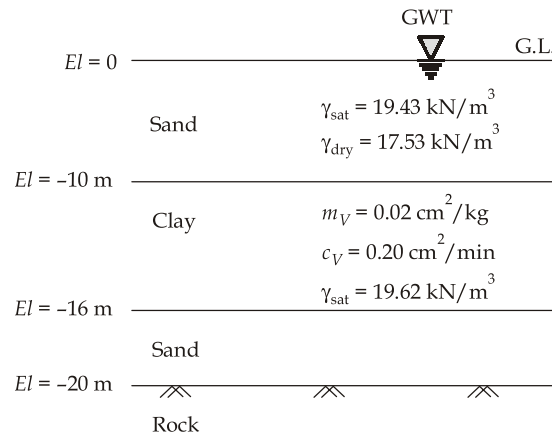 GWT
El = 0
G.L.
γsat = 19.43 kN/m³
Sand
γdry = 17.53 kN/m³
El = –10 m
Clay
mV = 0.02 cm²/kg
cV = 0.20 cm²/min
γsat = 19.62 kN/m³
El = –16 m
Sand
El = –20 m
Rock